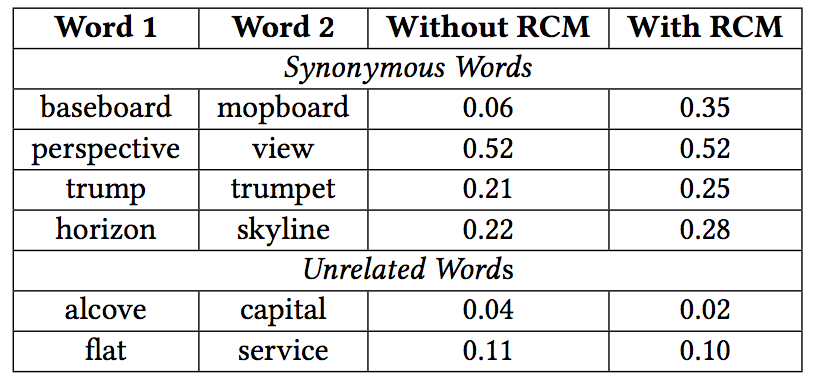 Word 1 Word 2 Without RCM With RCM
Synonymous Words
baseboard mopboard 0.06 0.35
perspective view 0.52 0.52
trump trumpet 0.21 0.25
horizon skyline 0.22 0.28
Unrelated Words
alcove capital 0.04 0.02
flat service 0.11 0.10